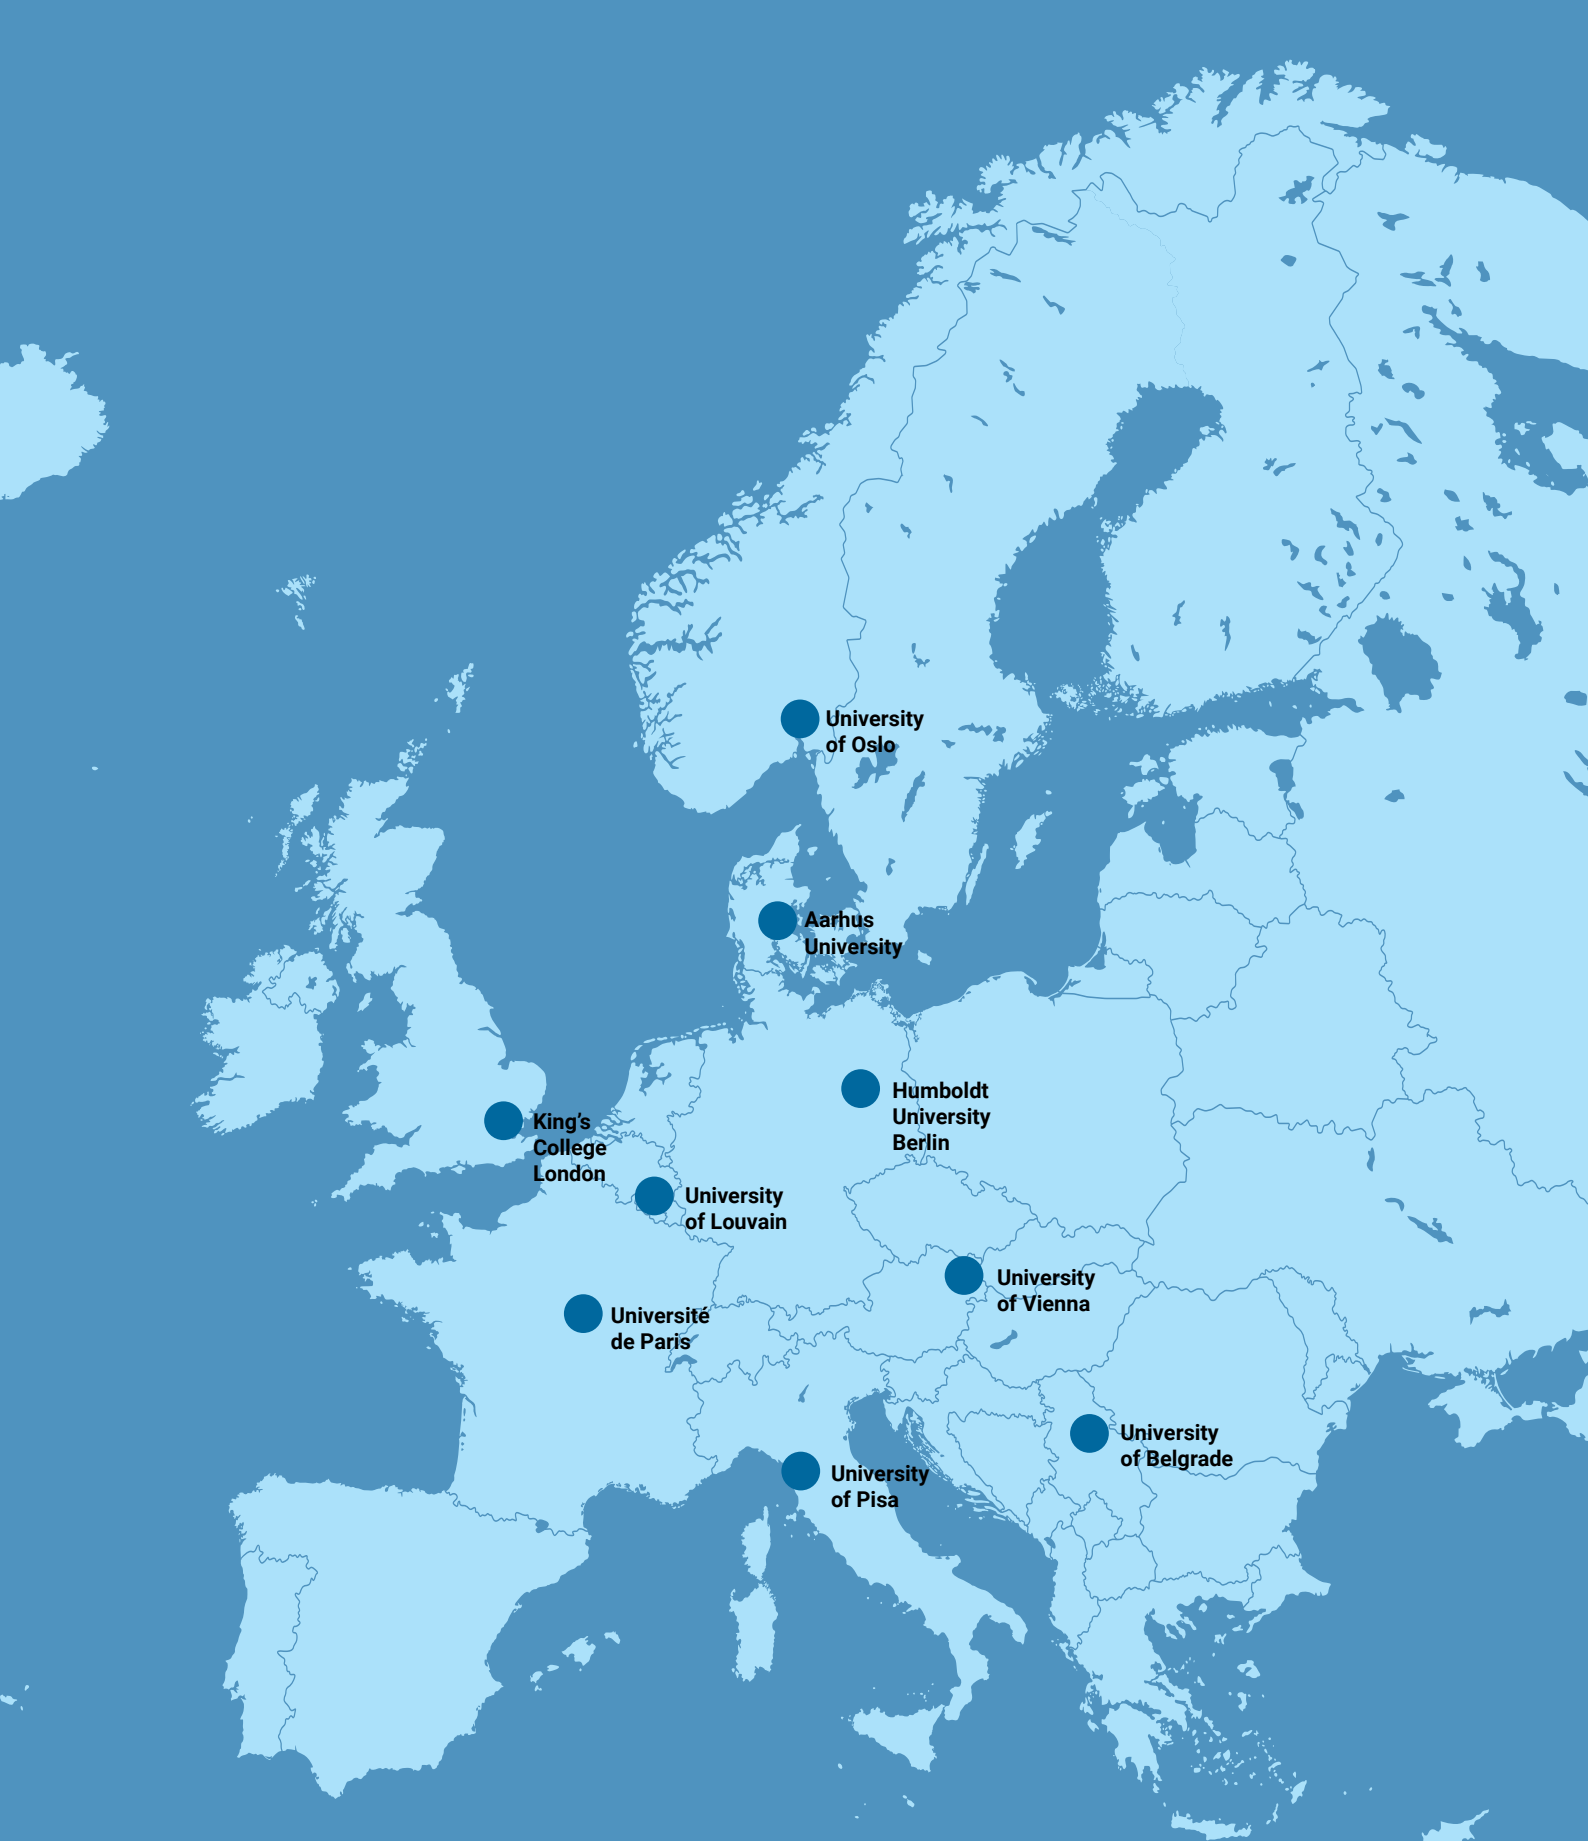 University
of Oslo
Aarhus
University
Humboldt
University
Berlin
King’s
College
London
University
of Louvain
University
of Vienna
Université
de Paris
University
of Belgrade
University
of Pisa